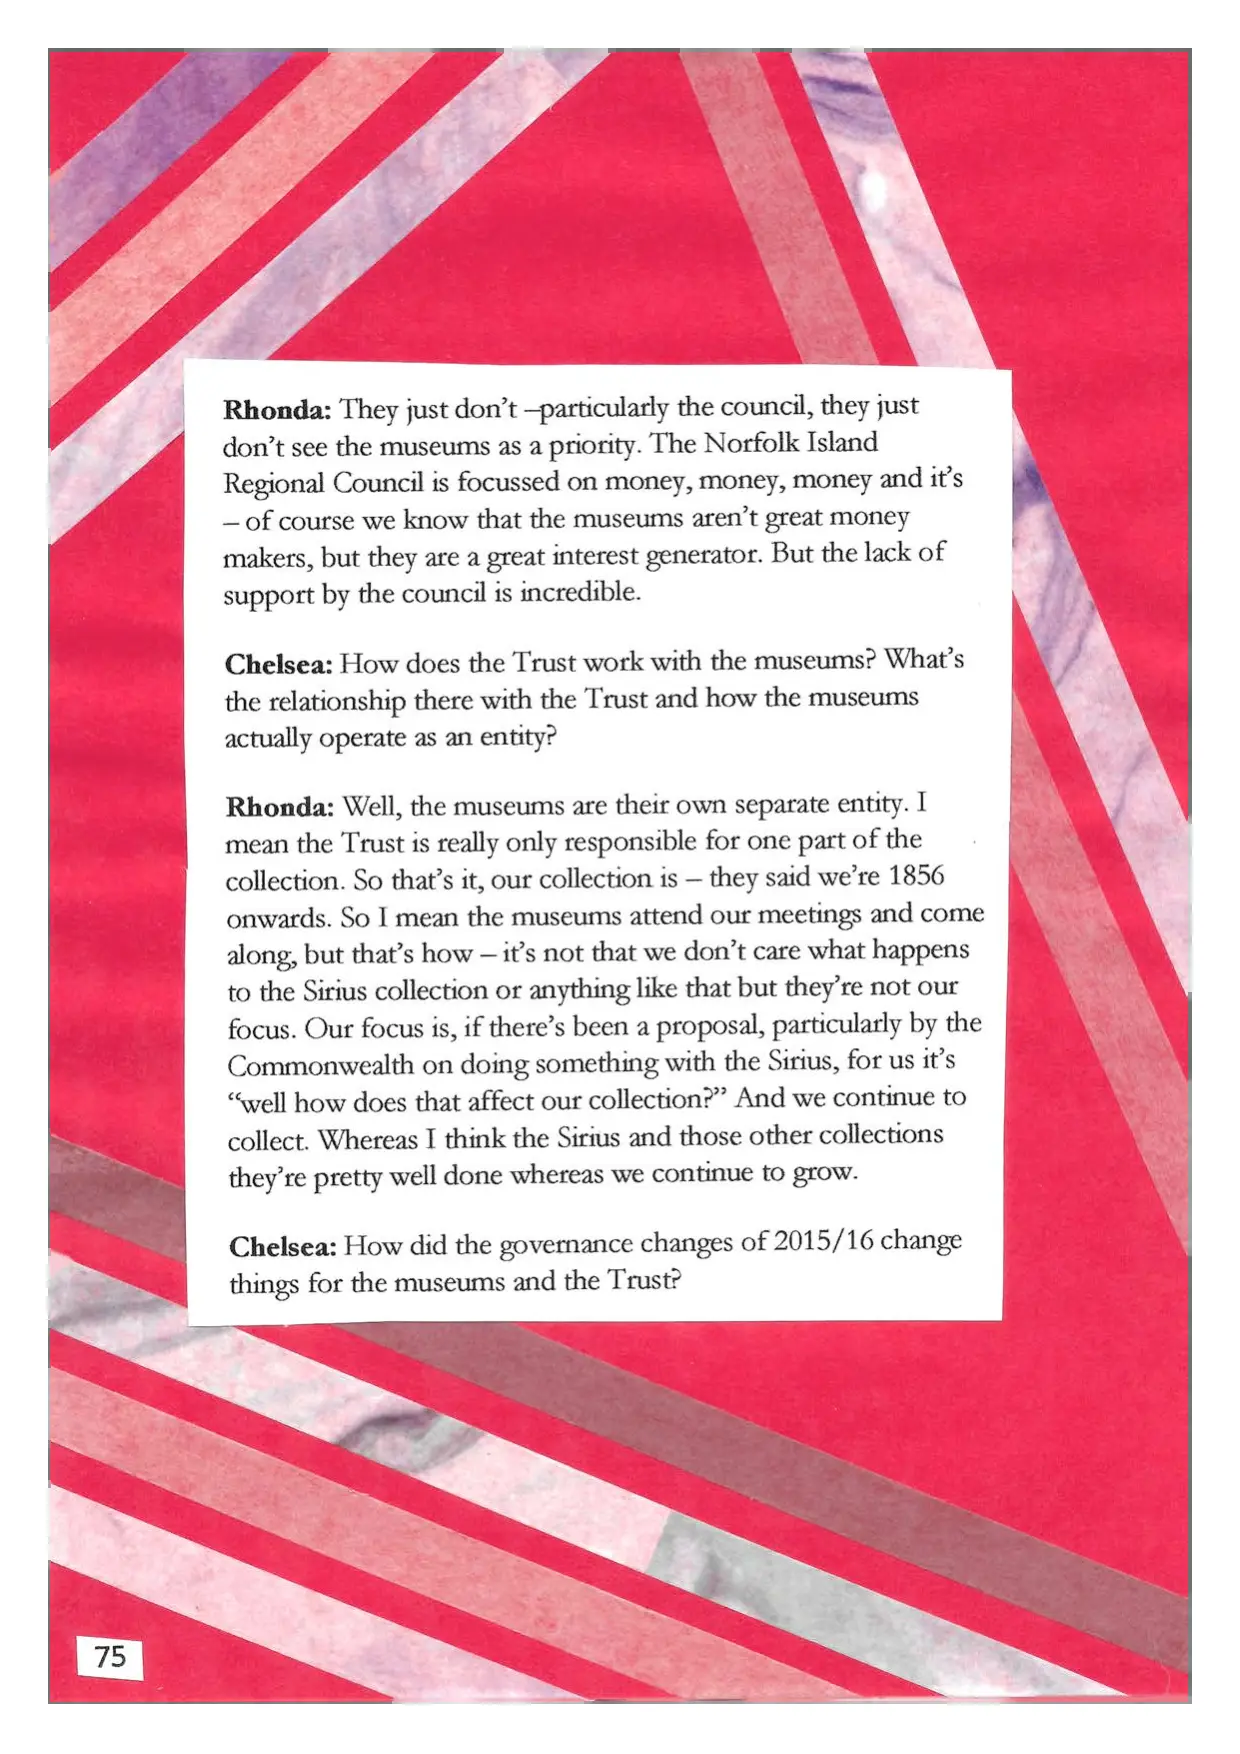 Rhonda: They just don't –particularly the council, they just
don't see the museums as a priority. The Norfolk Island
Regional Council is focussed on money, money, money and it's
– of course we know that the museums aren't great money
makers, but they are a great interest generator. But the lack of
support by the council is incredible.
Chelsea: How does the Trust work with the museums? What's
the relationship there with the Trust and how the museums
actually operate as an entity?
Rhonda: Well, the museums are their own separate entity. I
mean the Trust is really only responsible for one part of the
collection. So that's it, our collection is – they said we're 1856
onwards. So I mean the museums attend our meetings and come
along, but that's how – it's not that we don't care what happens
to the Sirius collection or anything like that but they're not our
focus. Our focus is, if there's been a proposal, particularly by the
Commonwealth on doing something with the Sirius, for us it's
“well how does that affect our collection?” And we continue to
collect. Whereas I think the Sirius and those other collections
they're pretty well done whereas we continue to grow.
Chelsea: How did the governance changes of 2015/16 change
things for the museums and the Trust?
75